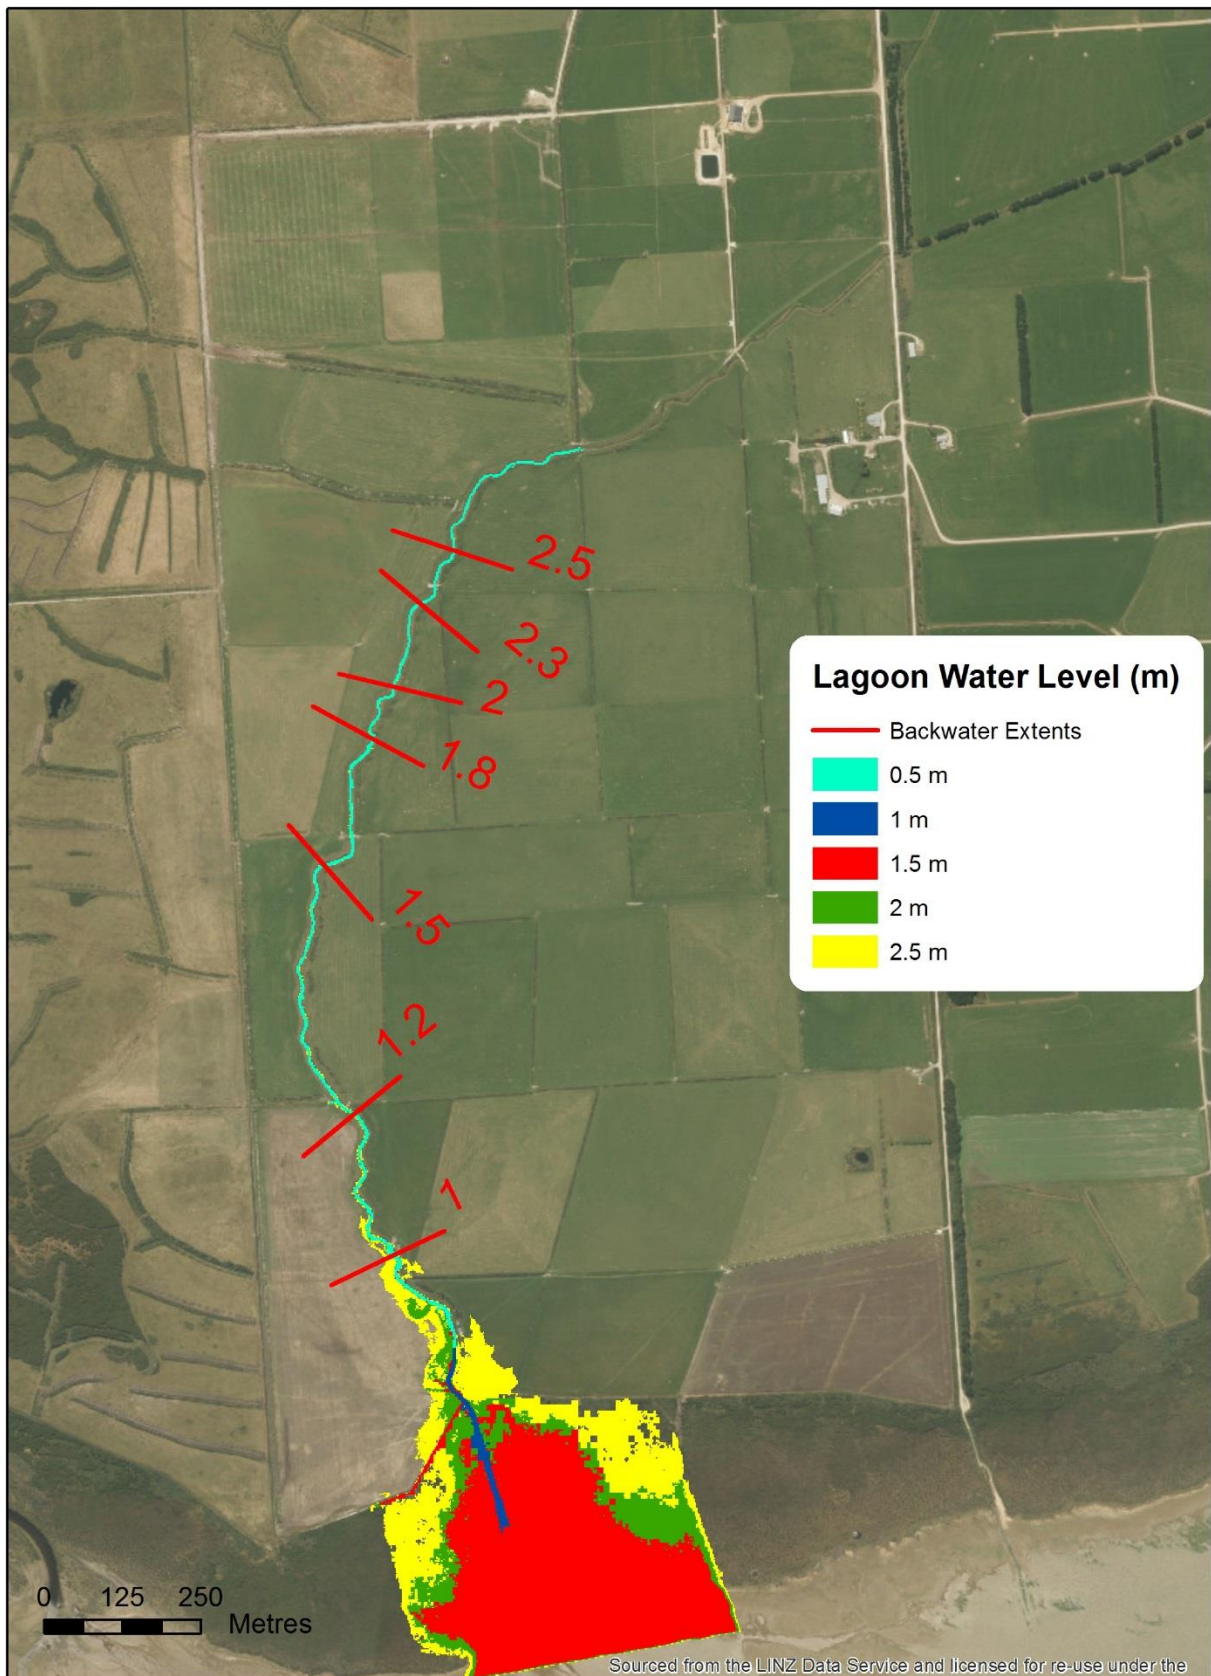 2.5
2.3
2
1.8
1.5
1.2
1
Lagoon Water Level (m)
Backwater Extents
0.5 m
1 m
1.5 m
2 m
2.5 m
0 125 250
Metres
Sourced from the LINZ Data Service and licensed for re-use under the